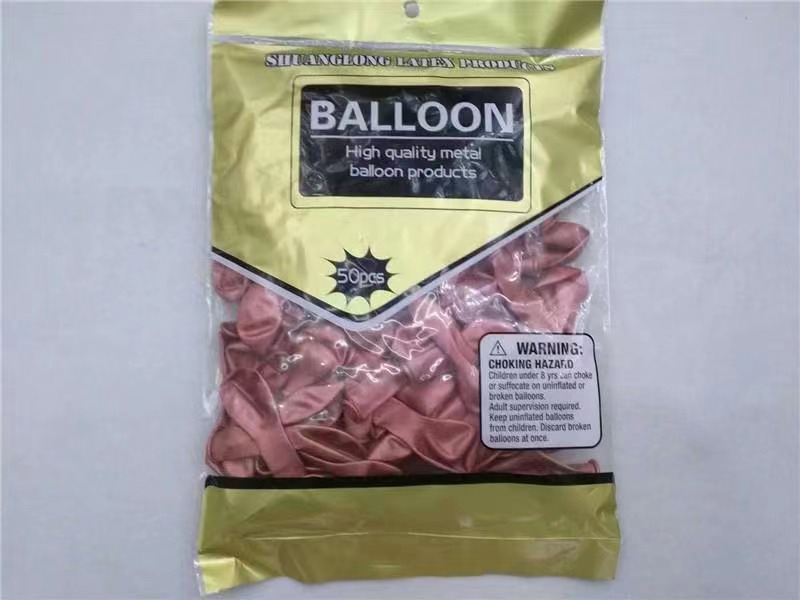 SHUANGLONG LATEX PRODUCTS
BALLOON
High quality metal
balloon products
50pcs
WARNING:
CHOKING HAZARD
Children under 8 yrs can choke
or suffocate on uninflated or
broken balloons.
Adult supervision required.
Keep uninflated balloons
from children. Discard broken
balloons at once.